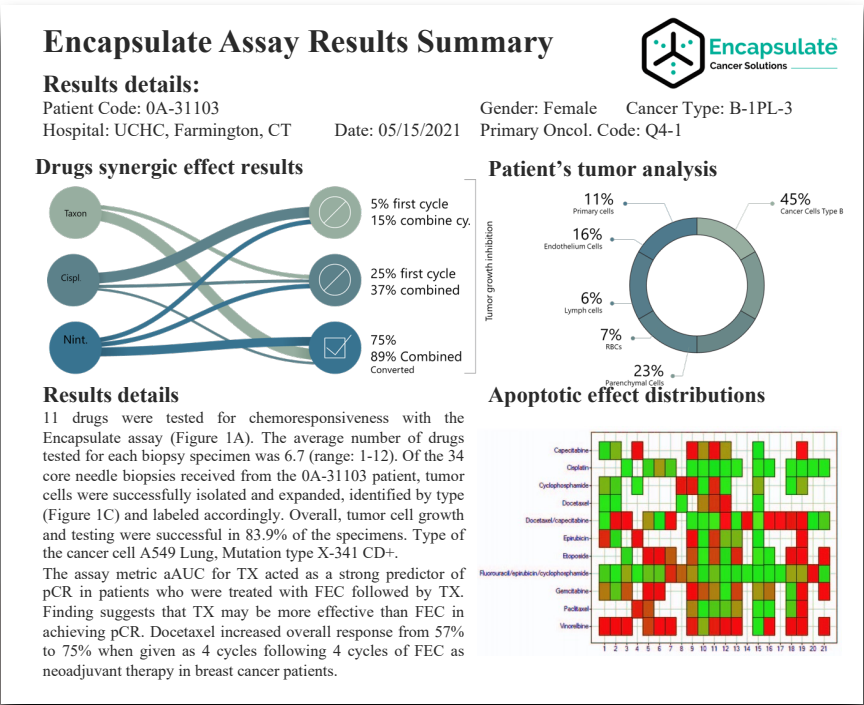 Encapsulate Assay Results Summary
Encapsulate
Cancer Solutions
Results details:
Patient Code: 0A-31103
Gender: Female Cancer Type: B-1PL-3
Hospital: UCHC, Farmington, CT Date: 05/15/2021 Primary Oncol. Code: Q4-1
Drugs synergic effect results
Taxon
Cispl.
Nint.
5% first cycle
15% combine cy.
25% first cycle
37% combined
75%
89% Combined
Converted
Tumor growth inhibition
Patient's tumor analysis
11%
Primary cells
45%
Cancer Cells Type B
16%
Endothelium Cells
6%
Lymph cells
7%
RBCs
23%
Parenchymal Cells
Results details
11 drugs were tested for chemoresponsiveness with the
Encapsulate assay (Figure 1A). The average number of drugs
tested for each biopsy specimen was 6.7 (range: 1-12). Of the 34
core needle biopsies received from the 0A-31103 patient, tumor
cells were successfully isolated and expanded, identified by type
(Figure 1C) and labeled accordingly. Overall, tumor cell growth
and testing were successful in 83.9% of the specimens. Type of
the cancer cell A549 Lung, Mutation type X-341 CD+.
The assay metric aAUC for TX acted as a strong predictor of
pCR in patients who were treated with FEC followed by TX.
Finding suggests that TX may be more effective than FEC in
achieving pCR. Docetaxel increased overall response from 57%
to 75% when given as 4 cycles following 4 cycles of FEC as
neoadjuvant therapy in breast cancer patients.
Apoptotic effect distributions
Capecitabine
Cisplatin
Cyclophosphamide
Docetaxel
Docetaxel/capecitabine
Epirubicin
Etoposide
Fluorouracil/epirubicin/cyclophosphamide
Gemcitabine
Paclitaxel
Vinorelbine
1 2 3 4 5 6 7 8 9 10 11 12 13 14 15 16 17 18 19 20 21